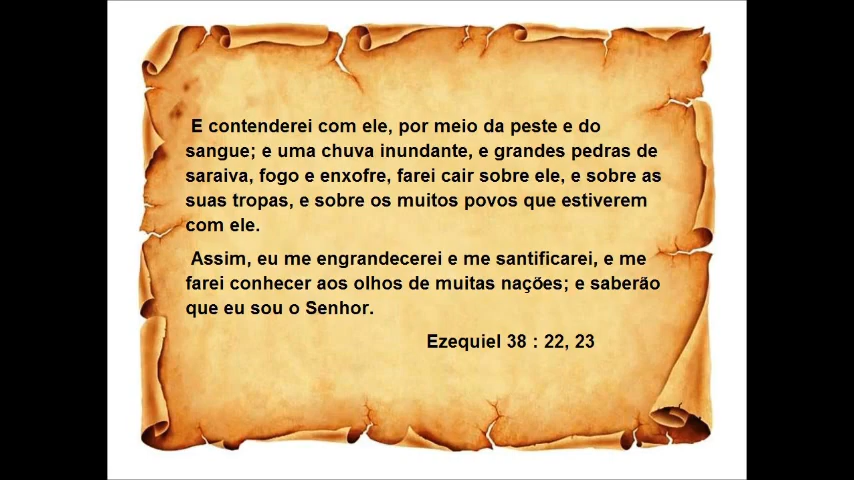 E contenderei com ele, por meio da peste e do
sangue; e uma chuva inundante, e grandes pedras de
saraiva, fogo e enxofre, farei cair sobre ele, e sobre as
suas tropas, e sobre os muitos povos que estiverem
com ele.
Assim, eu me engrandecerei e me santificarei, e me
farei conhecer aos olhos de muitas nações; e saberão
que eu sou o Senhor.
Ezequiel 38 : 22, 23